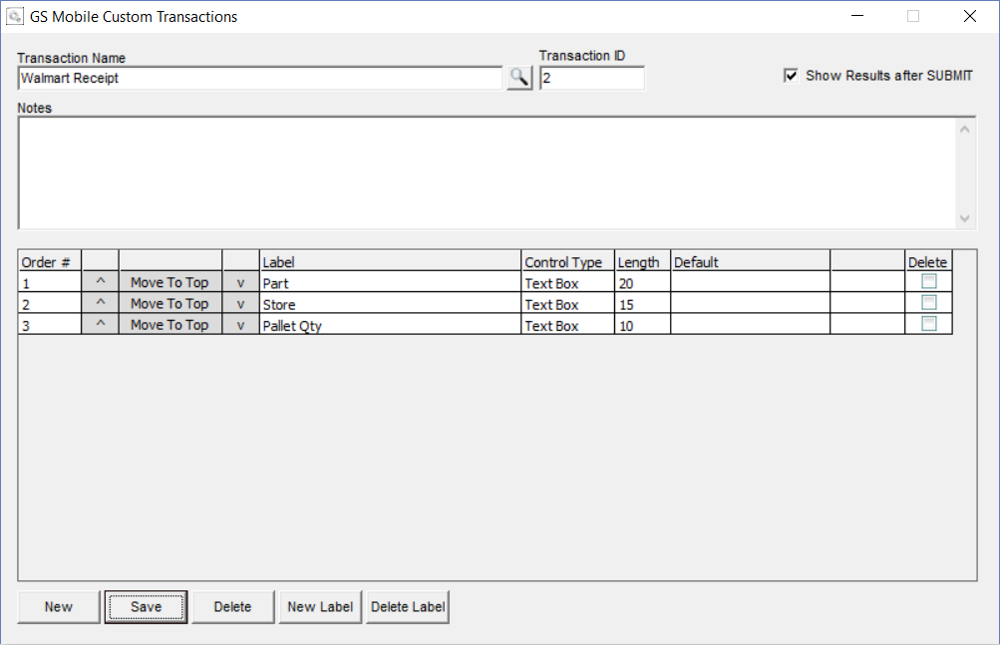 GS Mobile Custom Transactions
Transaction Name
Transaction ID
Walmart Receipt
2
Show Results after SUBMIT
Notes
Order # Label Control Type Length Default Delete
1 ^ Move To Top v Part Text Box 20
2 ^ Move To Top v Store Text Box 15
3 ^ Move To Top v Pallet Qty Text Box 10
New Save Delete New Label Delete Label